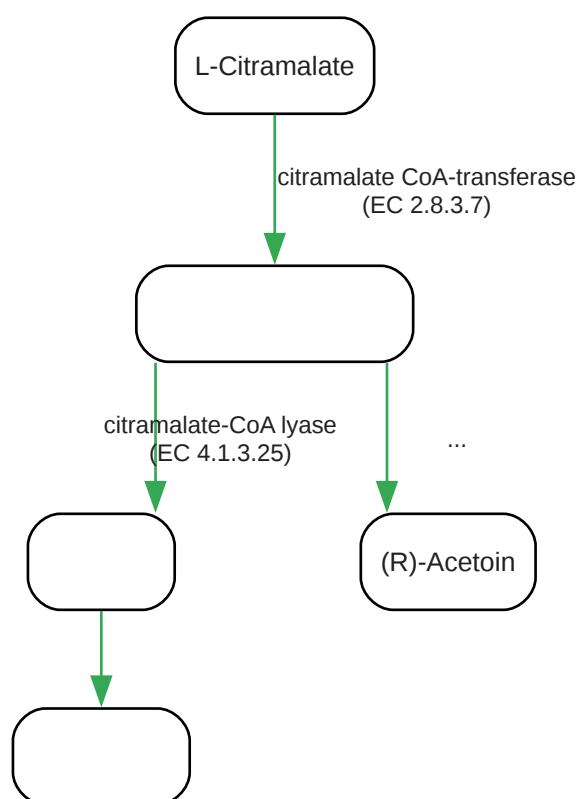 L-Citramalate
citramalate CoA-transferase
(EC 2.8.3.7)
citramalate-CoA lyase
(EC 4.1.3.25)
...
(R)-Acetoin